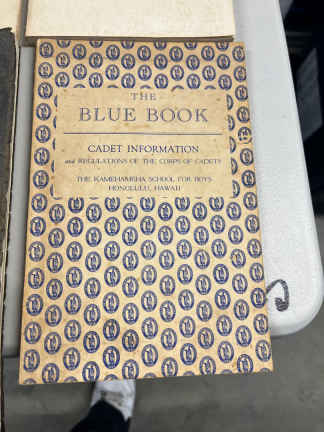 THE
BLUE BOOK
CADET INFORMATION
and REGULATIONS OF THE CORPS OF CADETS
THE KAMEHAMEHA SCHOOL FOR BOYS
HONOLULU, HAWAII